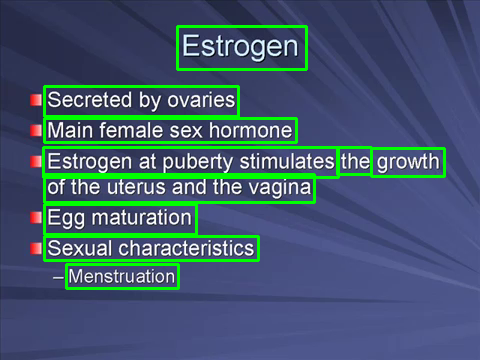 Estrogen
Secreted by ovaries
Main female sex hormone
Estrogen at puberty stimulates the growth
of the uterus and the vagina
Egg maturation
Sexual characteristics
– Menstruation